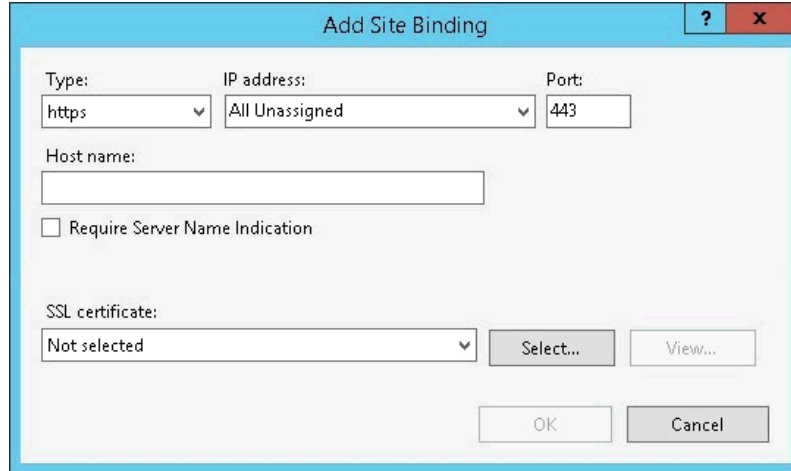 Add Site Binding
?
x
Type:
IP address:
Port:
https
All Unassigned
443
Host name:
Require Server Name Indication
SSL certificate:
Not selected
Select...
View...
OK
Cancel